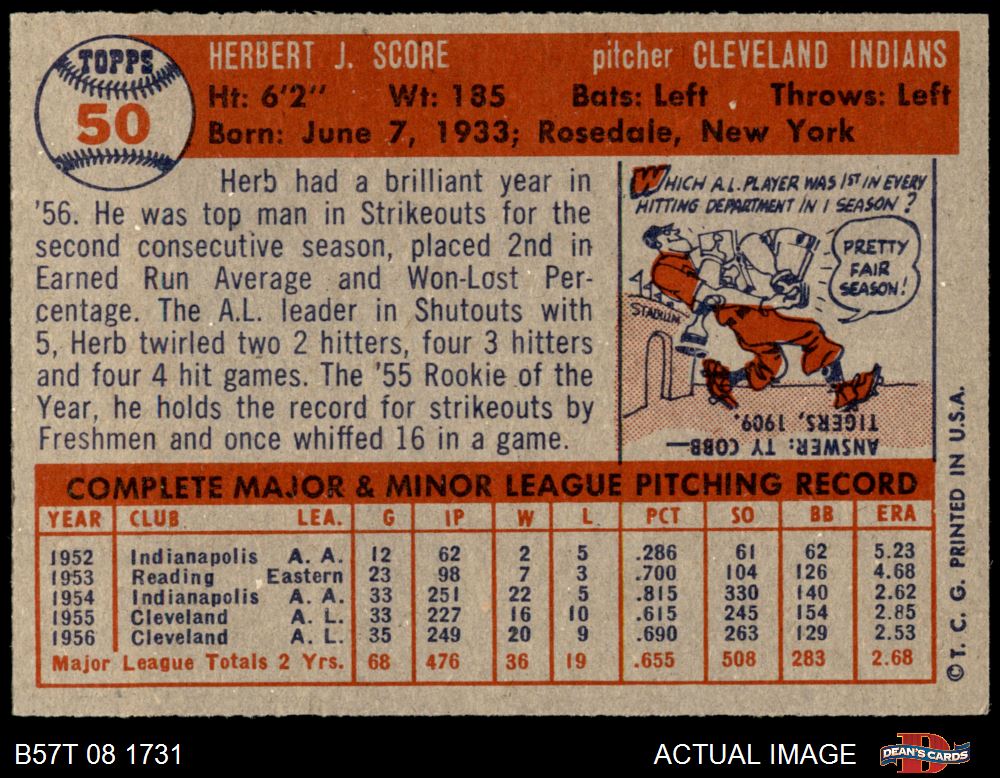 TOPPS
50
HERBERT J. SCORE pitcher CLEVELAND INDIANS
Ht: 6'2" Wt: 185 Bats: Left Throws: Left
Born: June 7, 1933; Rosedale, New York
Herb had a brilliant year in
'56. He was top man in Strikeouts for the
second consecutive season, placed 2nd in
Earned Run Average and Won-Lost Per-
centage. The A.L. leader in Shutouts with
5, Herb twirled two 2 hitters, four 3 hitters
and four 4 hit games. The '55 Rookie of the
Year, he holds the record for strikeouts by
Freshmen and once whiffed 16 in a game.
WHICH A.L. PLAYER WAS 1ST IN EVERY
HITTING DEPARTMENT IN 1 SEASON?
PRETTY
FAIR
SEASON!
STADIUM
ANSWER: TY COBB—
TIGERS, 1909.
COMPLETE MAJOR & MINOR LEAGUE PITCHING RECORD
YEAR CLUB LEA. G IP W L PCT SO BB ERA
1952 Indianapolis A. A. 12 62 2 5 .286 61 62 5.23
1953 Reading Eastern 23 98 7 3 .700 104 126 4.68
1954 Indianapolis A. A. 33 251 22 5 .815 330 140 2.62
1955 Cleveland A. L. 33 227 16 10 .615 245 154 2.85
1956 Cleveland A. L. 35 249 20 9 .690 263 129 2.53
Major League Totals 2 Yrs. 68 476 36 19 .655 508 283 2.68
© T. C. G. PRINTED IN U.S.A.
B57T 08 1731
ACTUAL IMAGE
DEAN'S CARDS